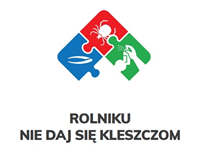 ROLNIKU
NIE DAJ SIĘ KLESZCZOM